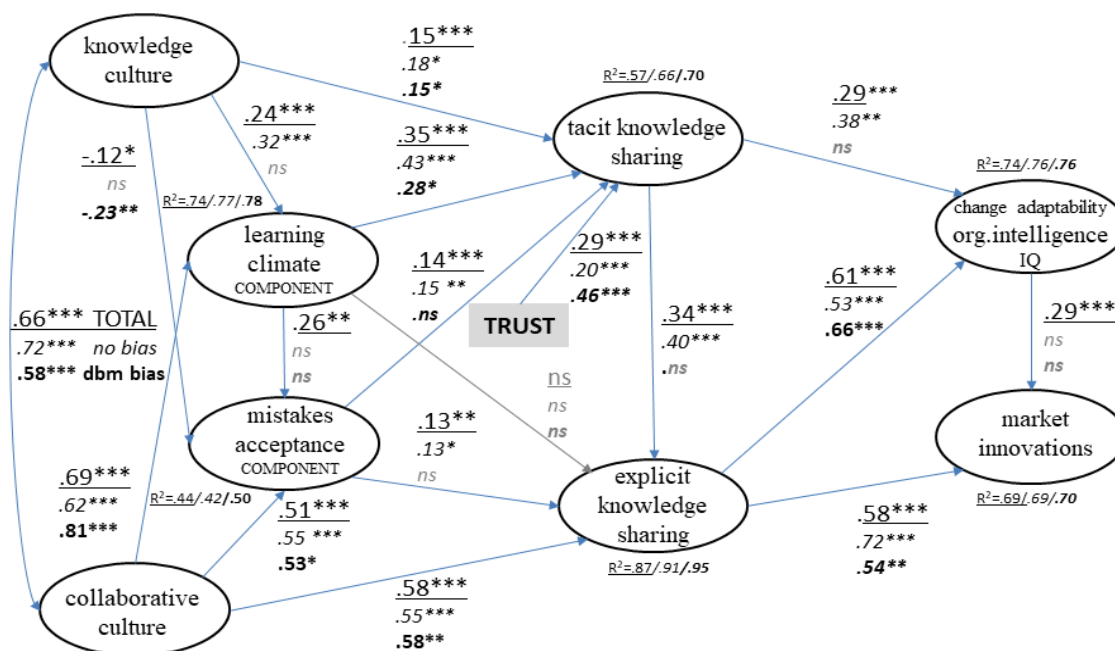 knowledge
culture
.15***
.18*
.15*
R²=.57/.66/.70
tacit knowledge
sharing
.29***
.38**
ns
R²=.74/.76/.76
change adaptability
org.intelligence
IQ
.24***
.32***
ns
.35***
.43***
.28*
-.12*
ns
-.23**
R²=.74/.77/.78
learning
climate
COMPONENT
.14***
.15 **
.ns
.29***
.20***
.46***
TRUST
.34***
.40***
.ns
.61***
.53***
.66***
.29***
ns
ns
.66*** TOTAL
.72*** no bias
.58*** dbm bias
.26**
ns
ns
ns
ns
ns
mistakes
acceptance
COMPONENT
.13**
.13*
ns
market
innovations
R²=.69/.69/.70
.69***
.62***
.81***
R²=.44/.42/.50
.51***
.55 ***
.53*
explicit
knowledge
sharing
R²=.87/.91/.95
.58***
.72***
.54**
collaborative
culture
.58***
.55***
.58**